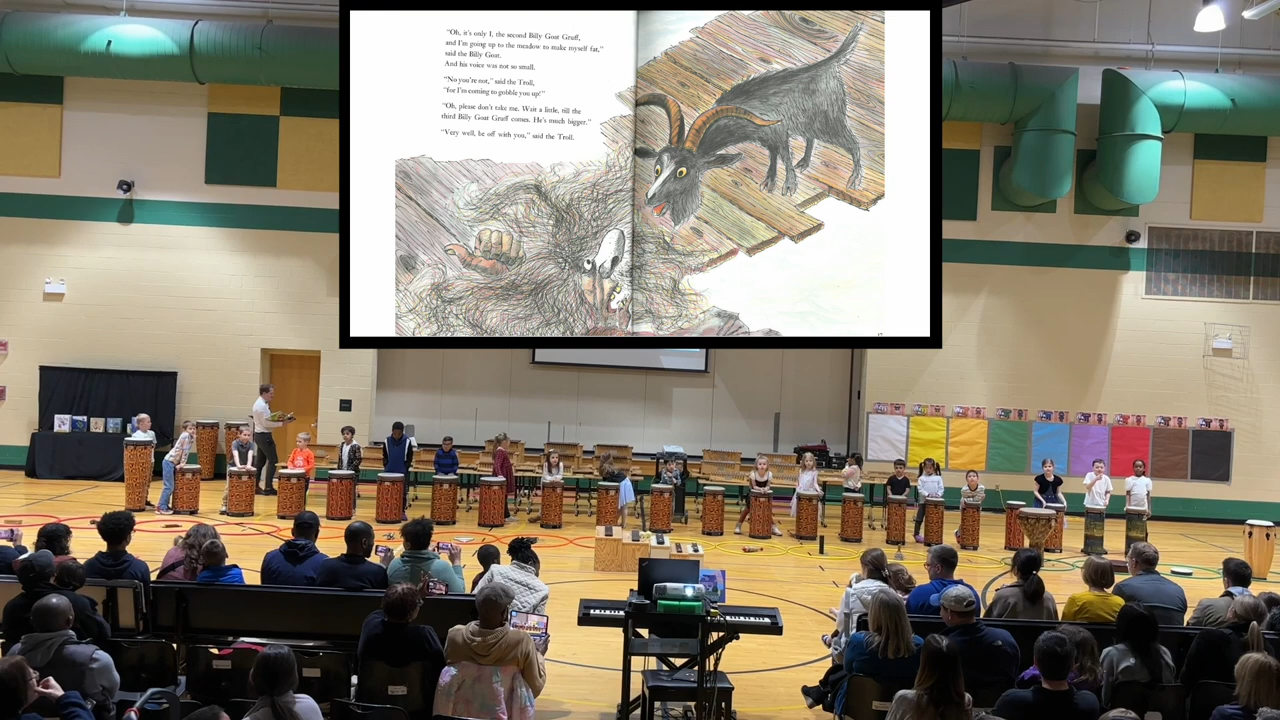 "Oh, it's only I, the second Billy Goat Gruff,
and I'm going up to the meadow to make myself fat,"
said the Billy Goat.
And his voice was not so small.
"No you're not," said the Troll,
"for I'm coming to gobble you up!"
"Oh, please don't take me. Wait a little, till the
third Billy Goat Gruff comes. He's much bigger."
"Very well, be off with you," said the Troll.